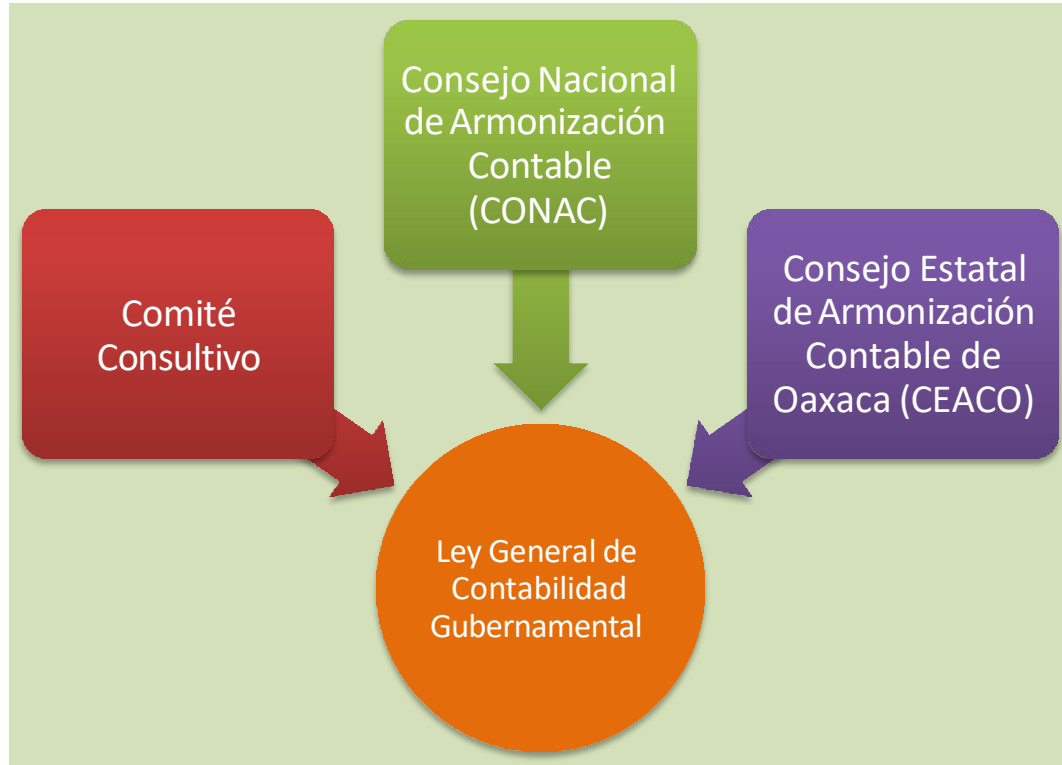 Consejo Nacional
de Armonización
Contable
(CONAC)
Comité
Consultivo
Consejo Estatal
de Armonización
Contable de
Oaxaca (CEACO)
Ley General de
Contabilidad
Gubernamental